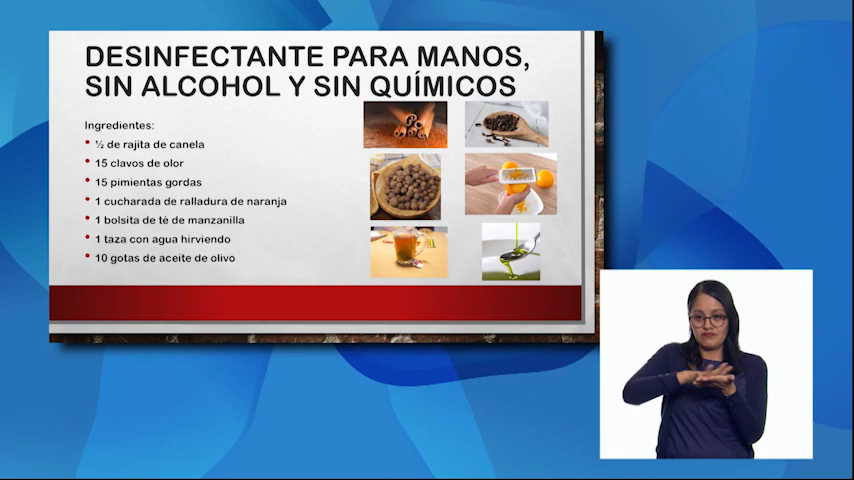 DESINFECTANTE PARA MANOS,
SIN ALCOHOL Y SIN QUÍMICOS
Ingredientes:
• ½ de rajita de canela
• 15 clavos de olor
• 15 pimientas gordas
• 1 cucharada de ralladura de naranja
• 1 bolsita de té de manzanilla
• 1 taza con agua hirviendo
• 10 gotas de aceite de olivo